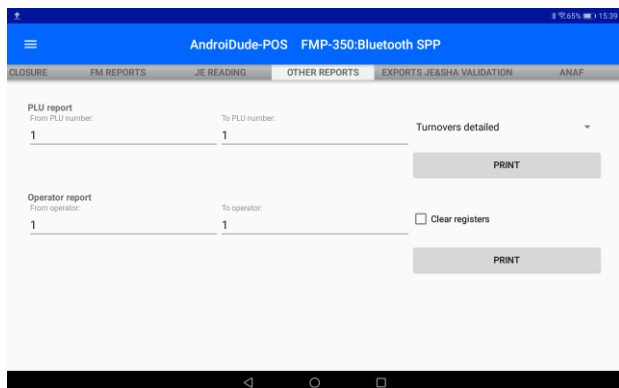 65% 15:39
AndroiDude-POS FMP-350:Bluetooth SPP
CLOSURE FM REPORTS JE READING OTHER REPORTS EXPORTS JE&SHA VALIDATION ANAF
PLU report
From PLU number: To PLU number:
1 1 Turnovers detailed
PRINT
Operator report
From operator: To operator:
1 1 Clear registers
PRINT